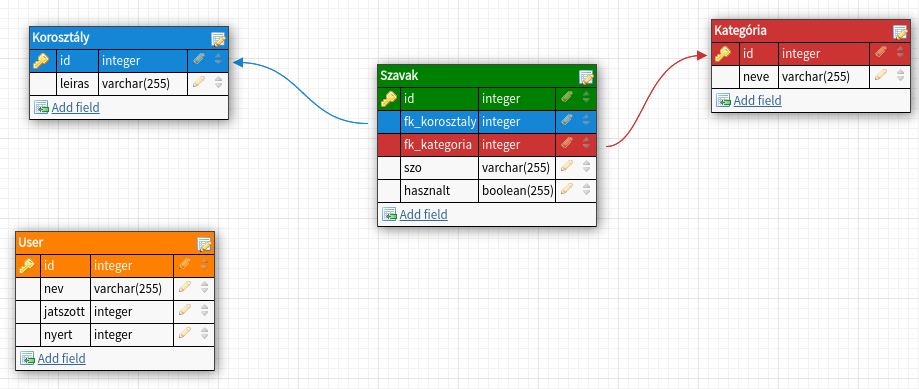 Korosztály
id integer
leiras varchar(255)
Add field
Szavak
id integer
fk_korosztaly integer
fk_kategoria integer
szo varchar(255)
hasznalt boolean(255)
Add field
Kategória
id integer
neve varchar(255)
Add field
User
id integer
nev varchar(255)
jatszott integer
nyert integer
Add field